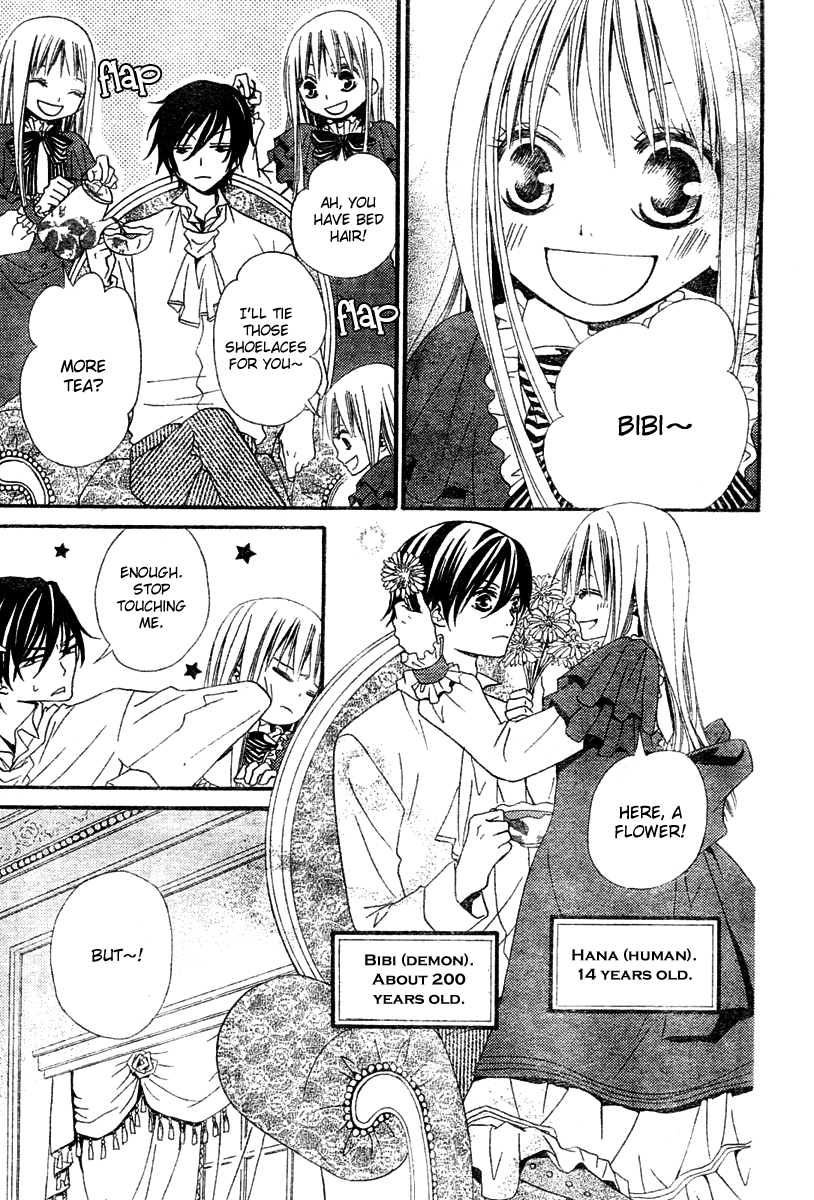 BIBI~
flap
AH, YOU
HAVE BED
HAIR!
flap
I'LL TIE
THOSE
SHOELACES
FOR YOU~
MORE
TEA?
HERE, A
FLOWER!
ENOUGH.
STOP
TOUCHING
ME.
HANA (HUMAN).
14 YEARS OLD.
BIBI (DEMON).
ABOUT 200
YEARS OLD.
BUT~!